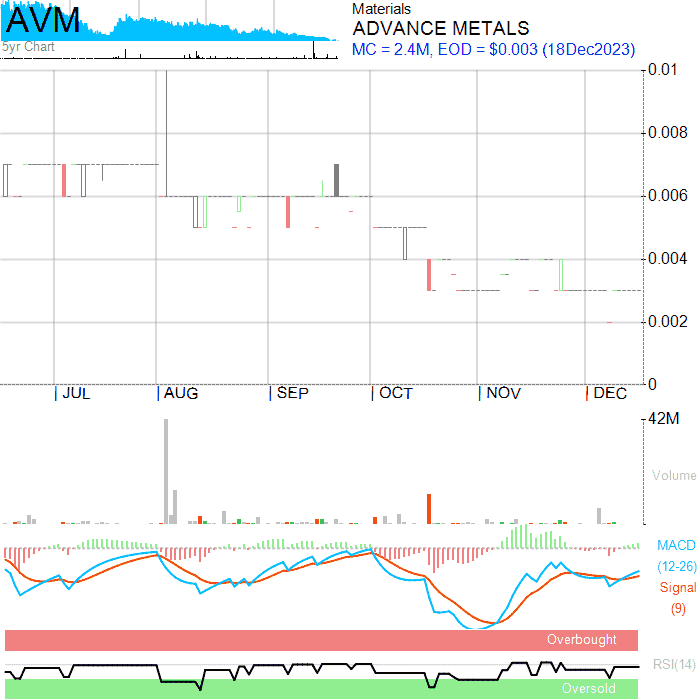 AVM
5yr Chart
Materials
ADVANCE METALS
MC = 2.4M, EOD = $0.003 (18Dec2023)
0.01
0.008
0.006
0.004
0.002
0
JUL
AUG
SEP
OCT
NOV
DEC
42M
Volume
MACD
(12-26)
Signal
(9)
Overbought
RSI(14)
Oversold